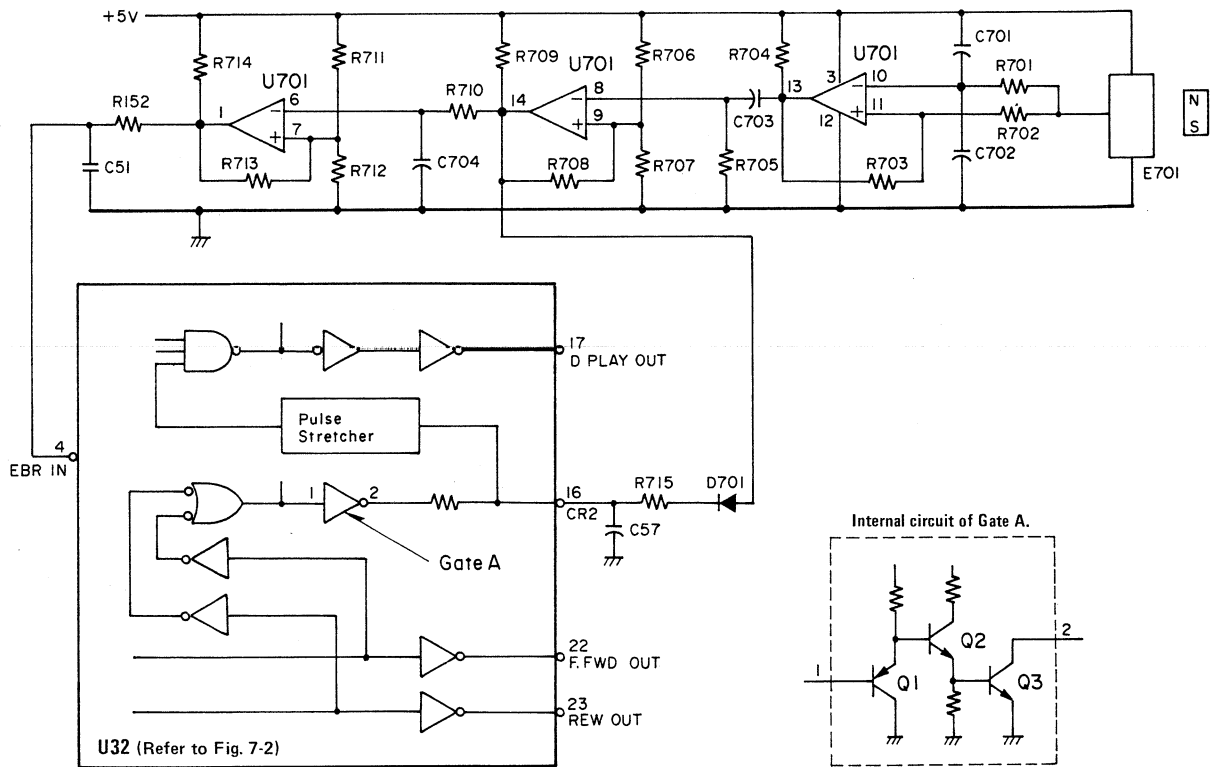 +5V
R714
R711
R709
R706
R704
C701
U701
U701
U701
R701
R152
R710
R702
1
6
7
14
8
9
13
3
10
11
12
C703
N
S
C51
R713
R712
C704
R708
R707
R705
R703
C702
E701
17
D PLAY OUT
Pulse
Stretcher
4
EBR IN
1
2
16
CR2
R715
D701
C57
Gate A
22
F. FWD OUT
23
REW OUT
U32 (Refer to Fig. 7-2)
Internal circuit of Gate A.
1
Q1
Q2
Q3
2